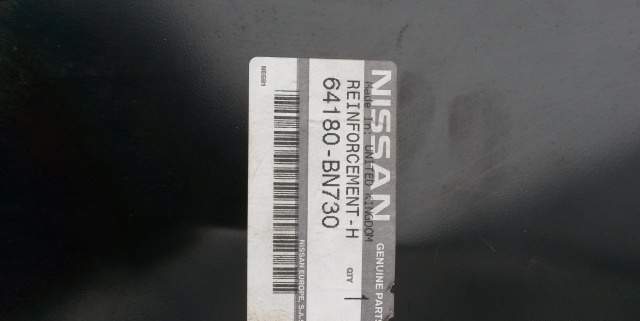 NISSAN GENUINE PARTS
Made In: UNITED KINGDOM
REINFORCEMENT-H
QTY 1
64180-BN730
NISSAN EUROPE, S.A.S